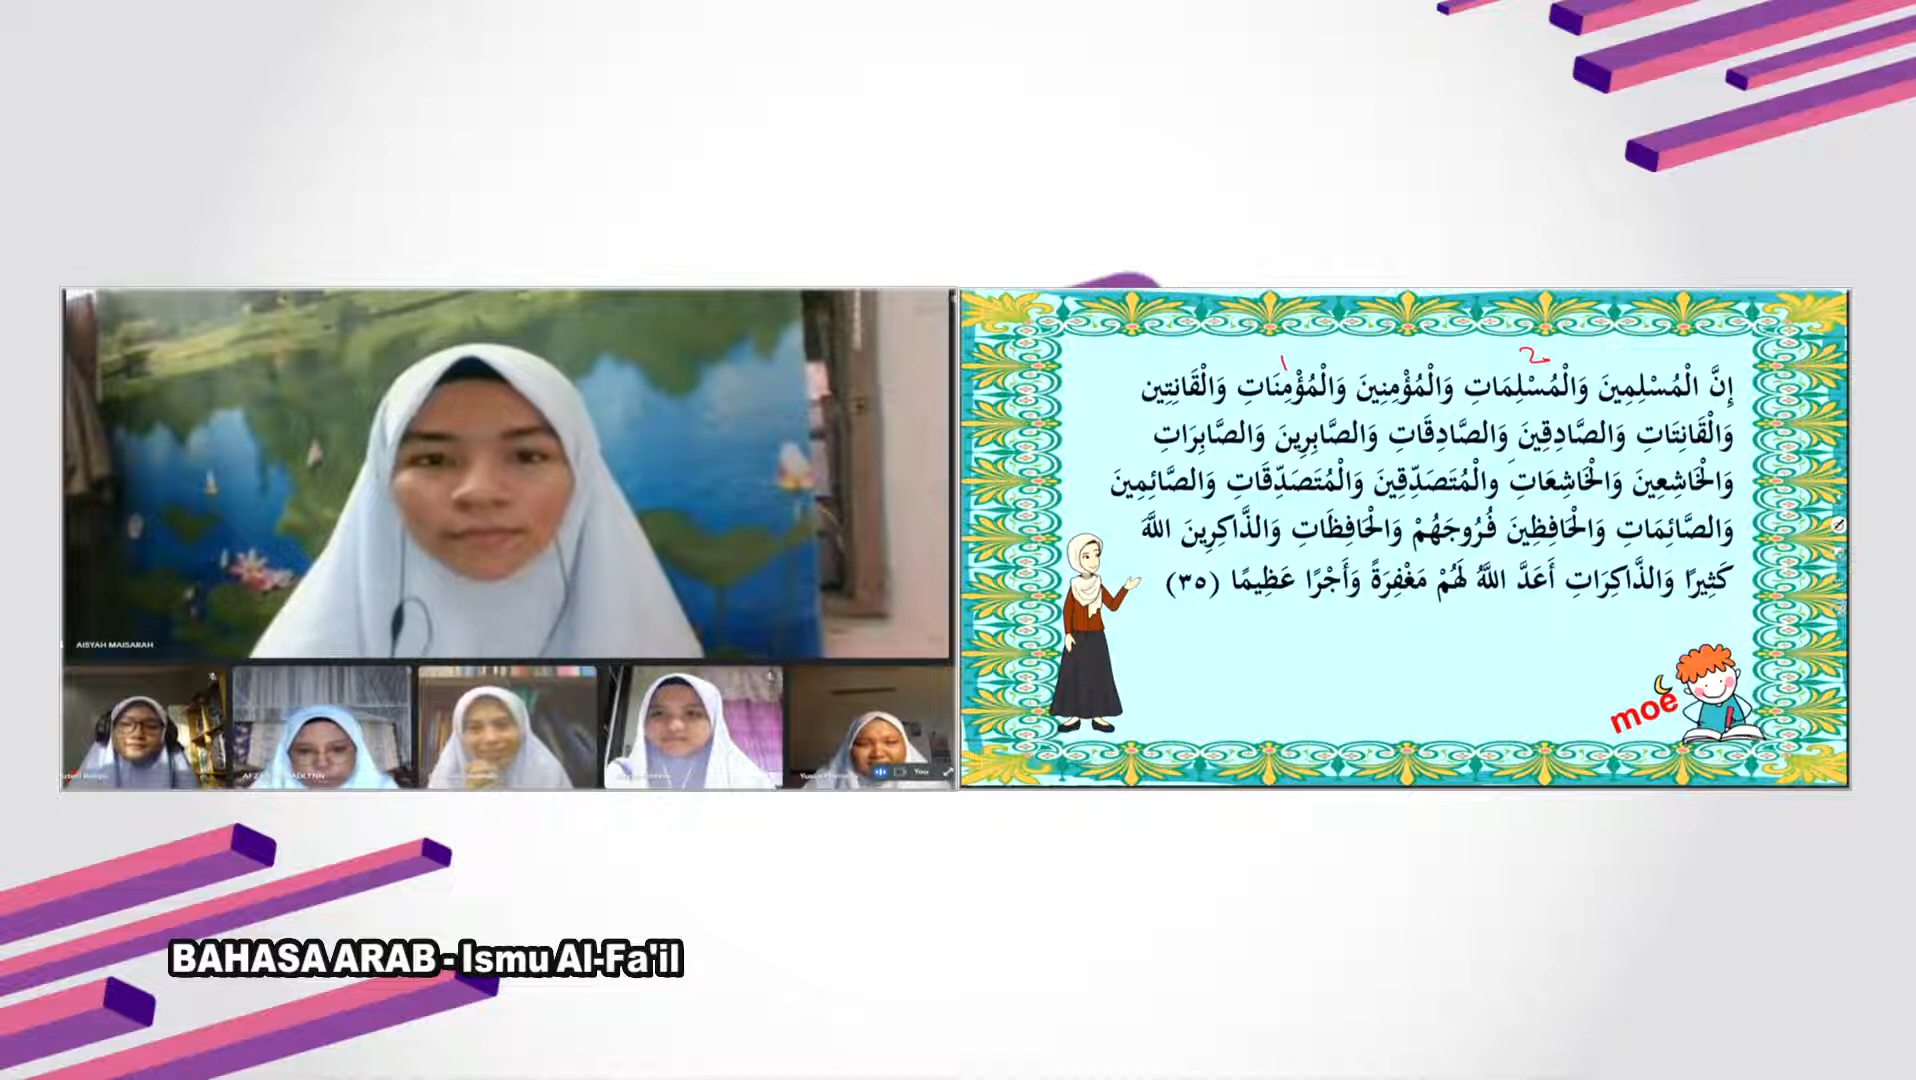 إِنَّ الْمُسْلِمِينَ وَالْمُسْلِمَاتِ وَالْمُؤْمِنِينَ وَالْمُؤْمِنَاتِ وَالْقَانِتِين
وَالْقَانِتَاتِ وَالصَّادِقِينَ وَالصَّادِقَاتِ وَالصَّابِرِينَ وَالصَّابِرَاتِ
وَالْخَاشِعِينَ وَالْخَاشِعَاتِ والْمُتَصَدِّقِينَ وَالْمُتَصَدِّقَاتِ وَالصَّائِمِينَ
وَالصَّائِمَاتِ وَالْحَافِظِينَ فُرُوجَهُمْ وَالْحَافِظَاتِ وَالذَّاكِرِينَ اللَّهَ
كَثِيرًا وَالذَّاكِرَاتِ أَعَدَّ اللَّهُ لَهُمْ مَغْفِرَةً وَأَجْرًا عَظِيمًا (٣٥)
moe
AISYAH MAISARAH
You
BAHASA ARAB - Ismu Al-Fa'il